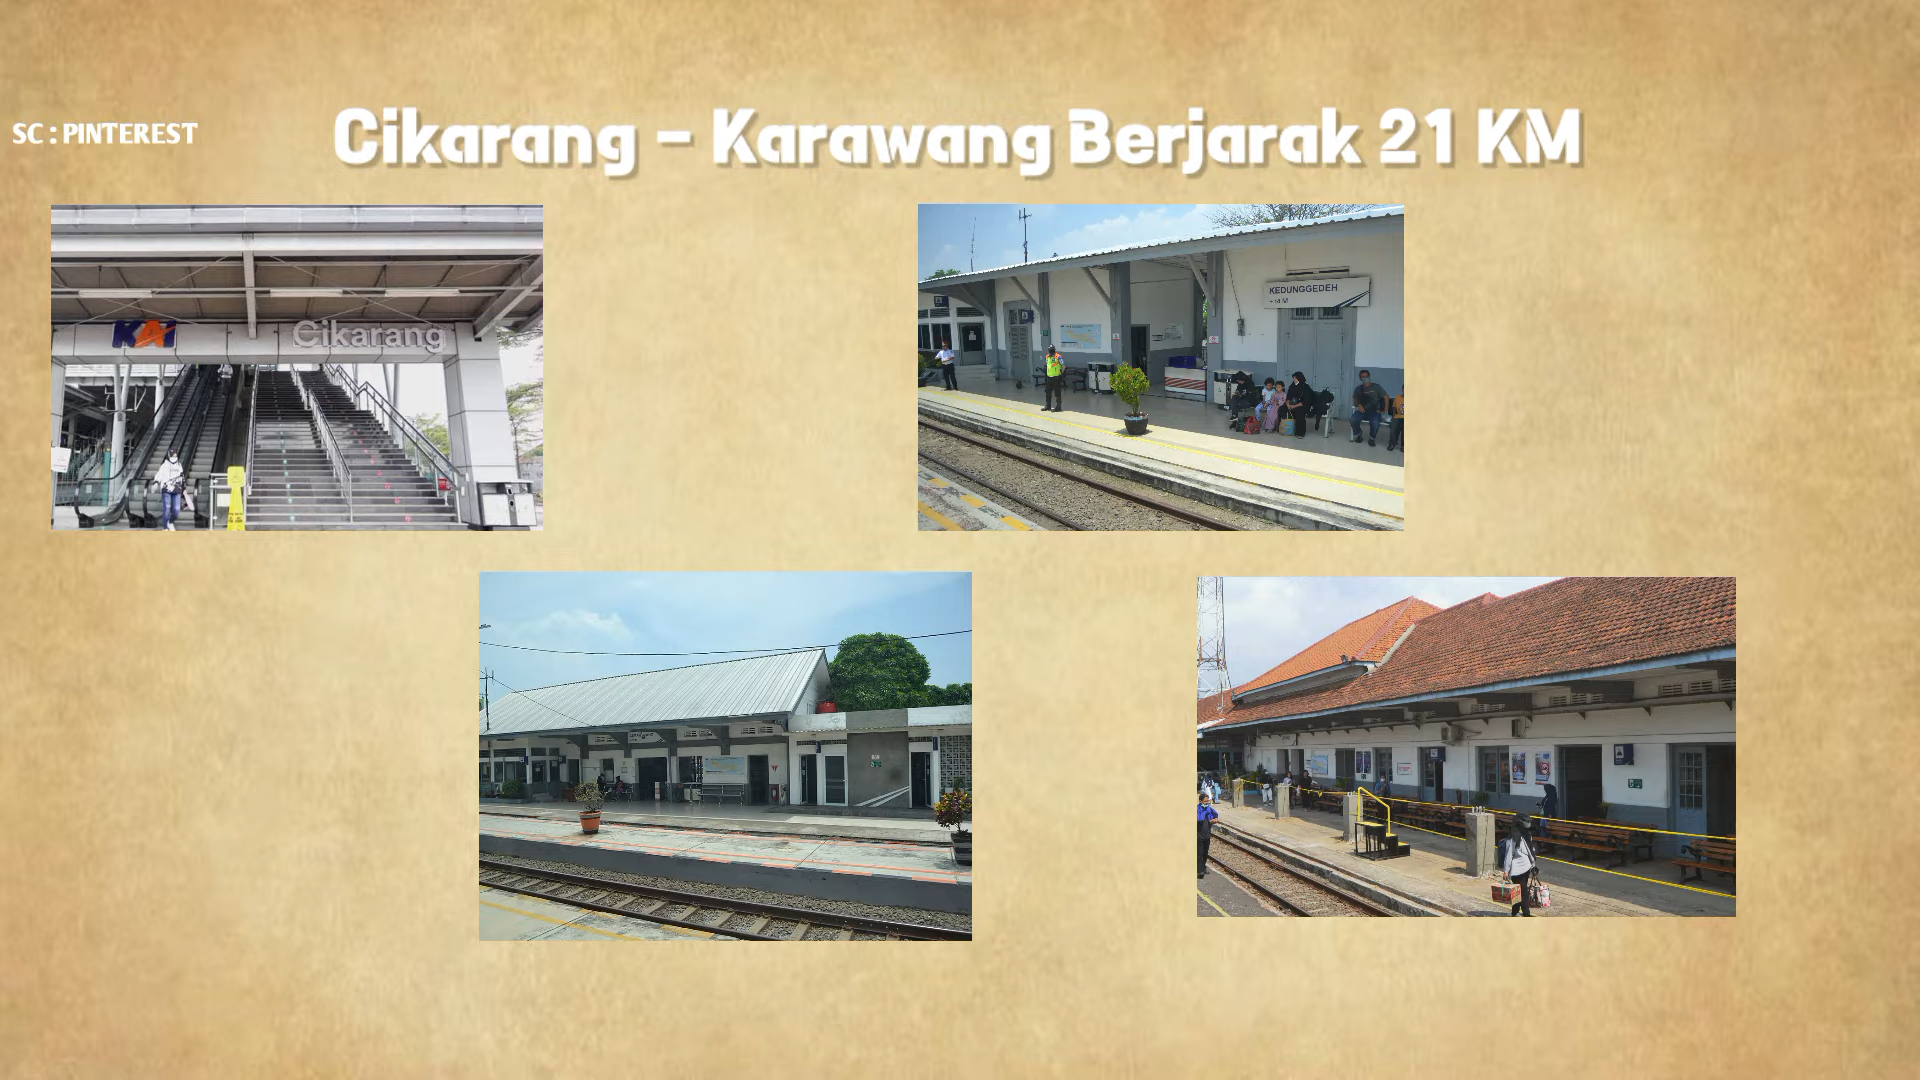 SC : PINTEREST
Cikarang - Karawang Berjarak 21 KM
KAI
Cikarang
KEDUNGGEDEH